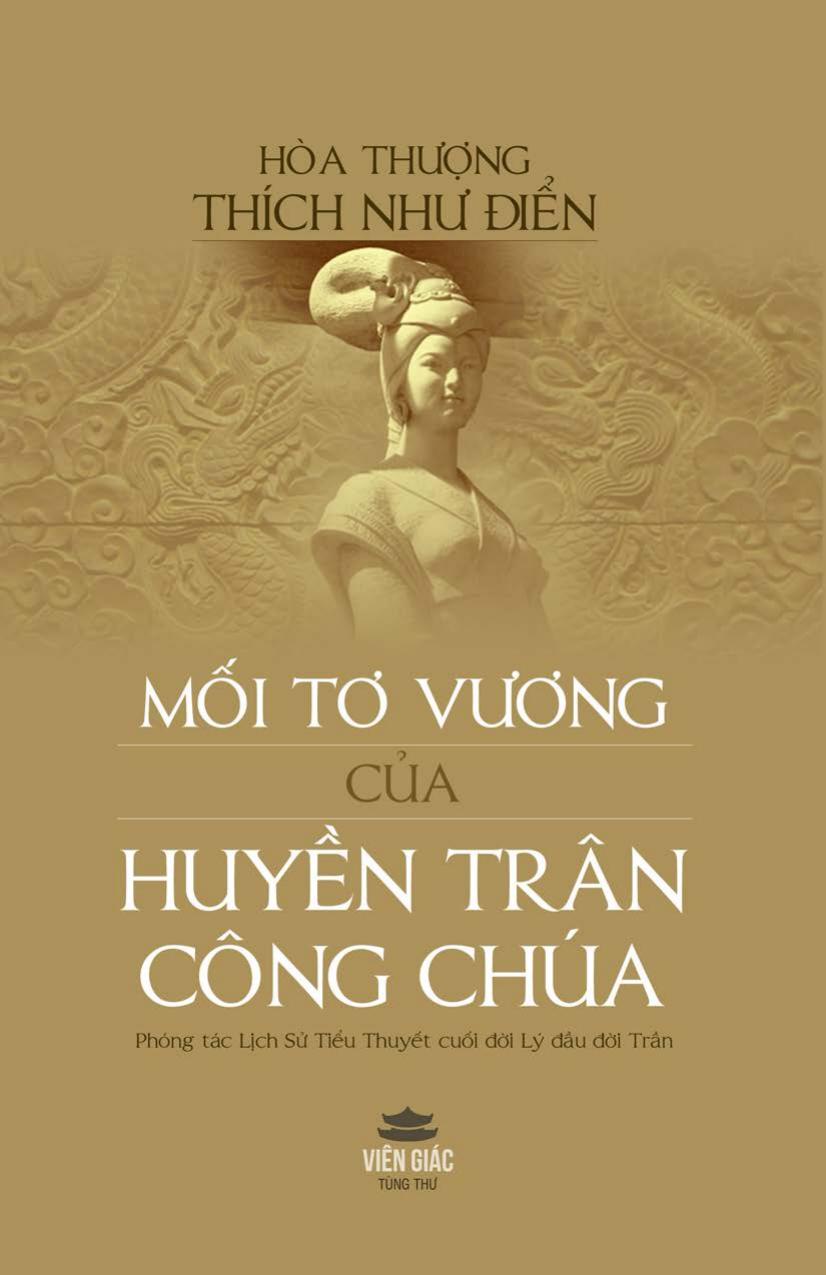 HÒA THƯỢNG
THÍCH NHƯ ĐIỂN
MỐI TƠ VƯƠNG
CỦA
HUYỀN TRÂN
CÔNG CHÚA
Phóng tác Lịch Sử Tiểu Thuyết cuối đời Lý đầu đời Trần
VIÊN GIÁC
TÙNG THƯ